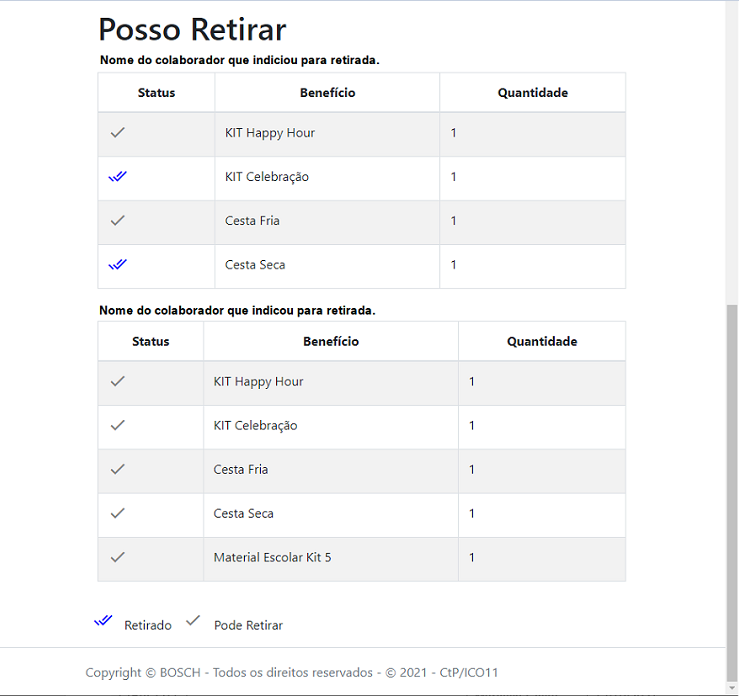 Posso Retirar
Nome do colaborador que indiciou para retirada.
Status Benefício Quantidade
KIT Happy Hour 1
KIT Celebração 1
Cesta Fria 1
Cesta Seca 1
Nome do colaborador que indicou para retirada.
Status Benefício Quantidade
KIT Happy Hour 1
KIT Celebração 1
Cesta Fria 1
Cesta Seca 1
Material Escolar Kit 5 1
Retirado Pode Retirar
Copyright © BOSCH - Todos os direitos reservados - © 2021 - CtP/ICO11